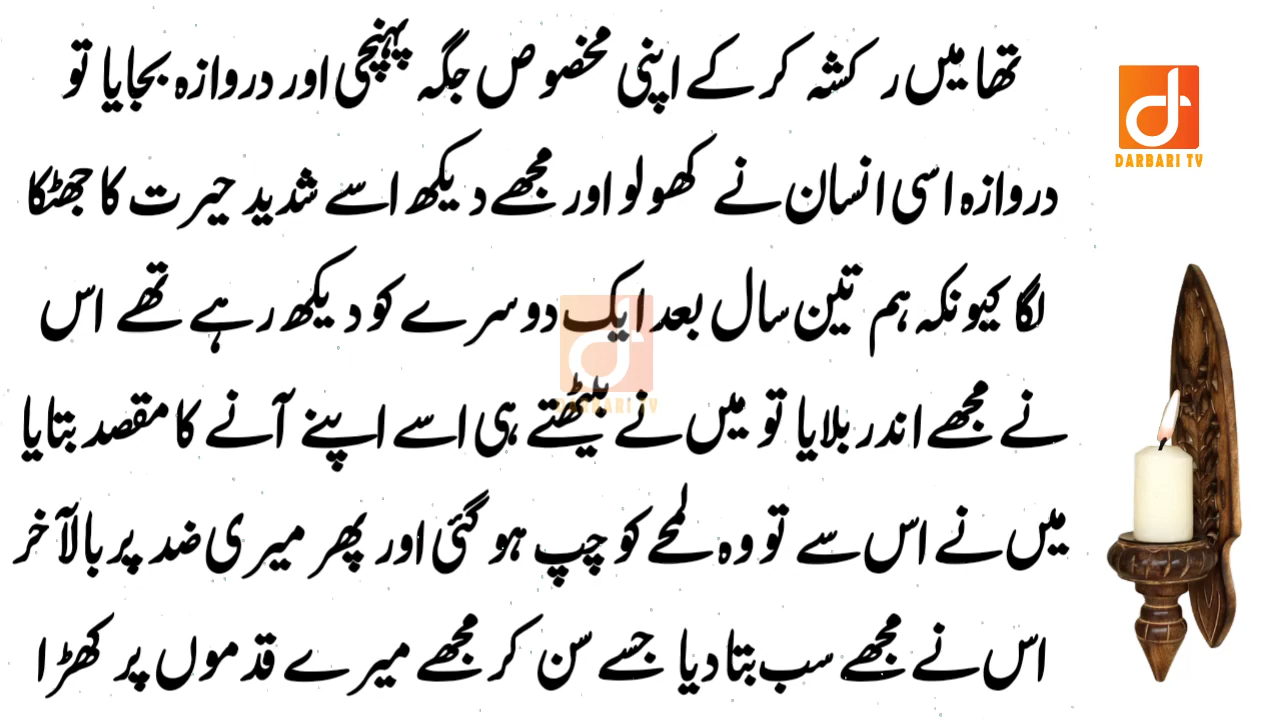 تھا میں رکشہ کر کے اپنی مخصوص جگہ پہنچی اور دروازہ بجایا تو
دروازہ اسی انسان نے کھولو اور مجھے دیکھ اسے شدید حیرت کا جھٹکا
لگا کیونکہ ہم تین سال بعد ایک دوسرے کو دیکھ رہے تھے اس
نے مجھے اندر بلایا تو میں نے بیٹھتے ہی اسے اپنے آنے کا مقصد بتایا
میں نے اس سے تو وہ لمحے کو چپ ہو گئی اور پھر میری ضد پر بالآخر
اس نے مجھے سب بتا دیا جسے سن کر مجھے میرے قدموں پر کھڑا
DARBARI TV
DARBARI TV